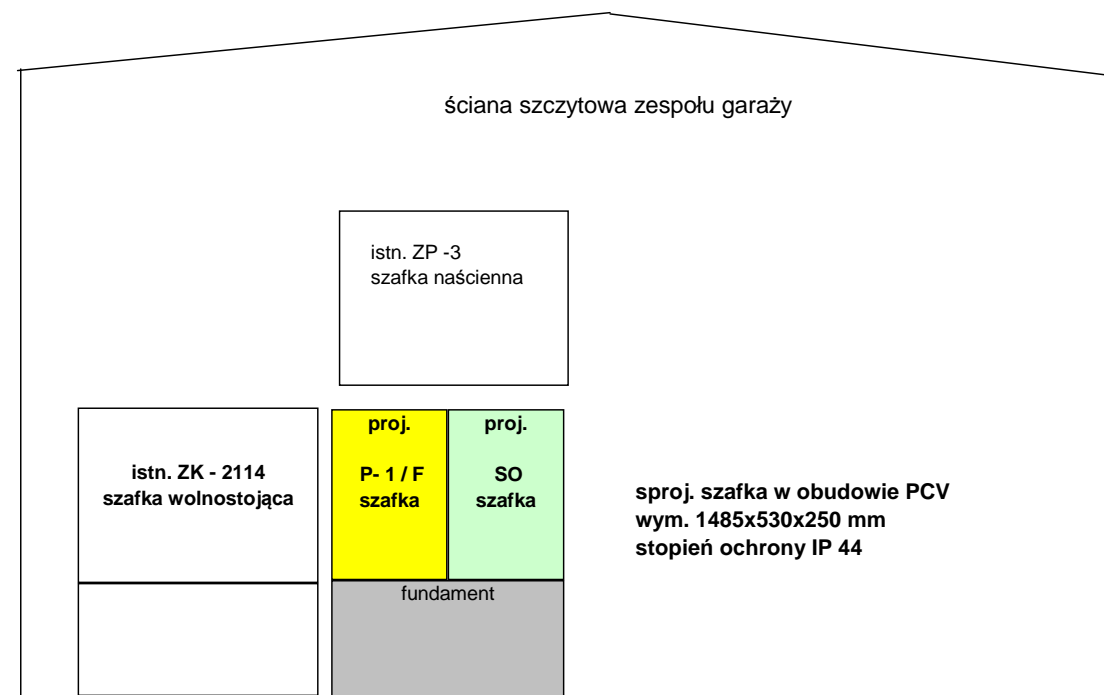 ściana szczytowa zespołu garaży
istn. ZP -3
szafka naścienna
istn. ZK - 2114
szafka wolnostojąca
proj.
P- 1 / F
szafka
proj.
SO
szafka
fundament
sproj. szafka w obudowie PCV
wym. 1485x530x250 mm
stopień ochrony IP 44